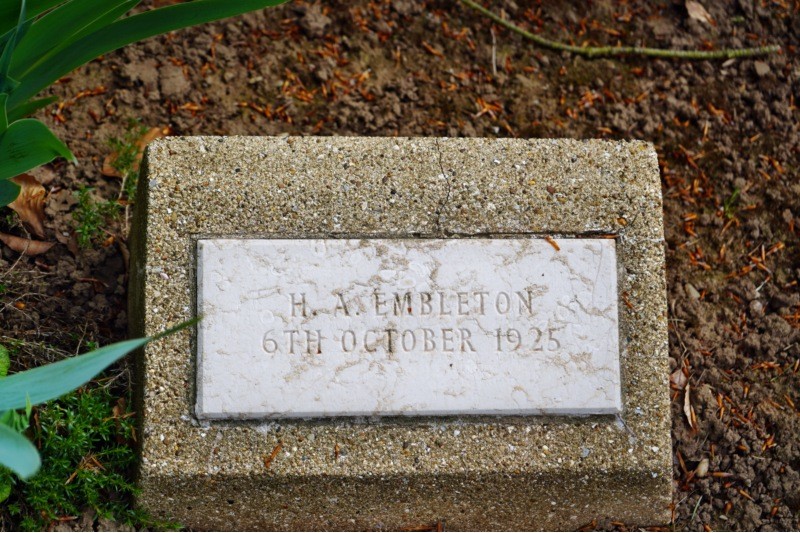 H. A. EMBLETON
6TH OCTOBER 1925